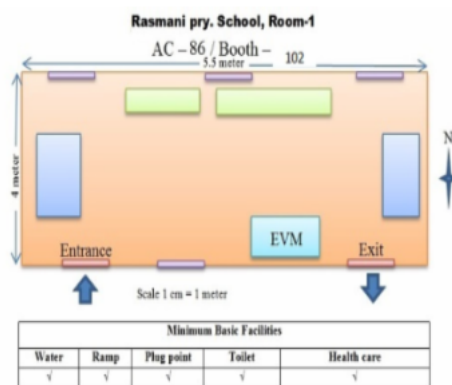 Rasmani pry. School, Room-1
AC – 86 / Booth – 102
5.5 meter
4 meter
N
Entrance
EVM
Exit
Scale 1 cm = 1 meter
Minimum Basic Facilities
Water Ramp Plug point Toilet Health care
√ √ √ √ √